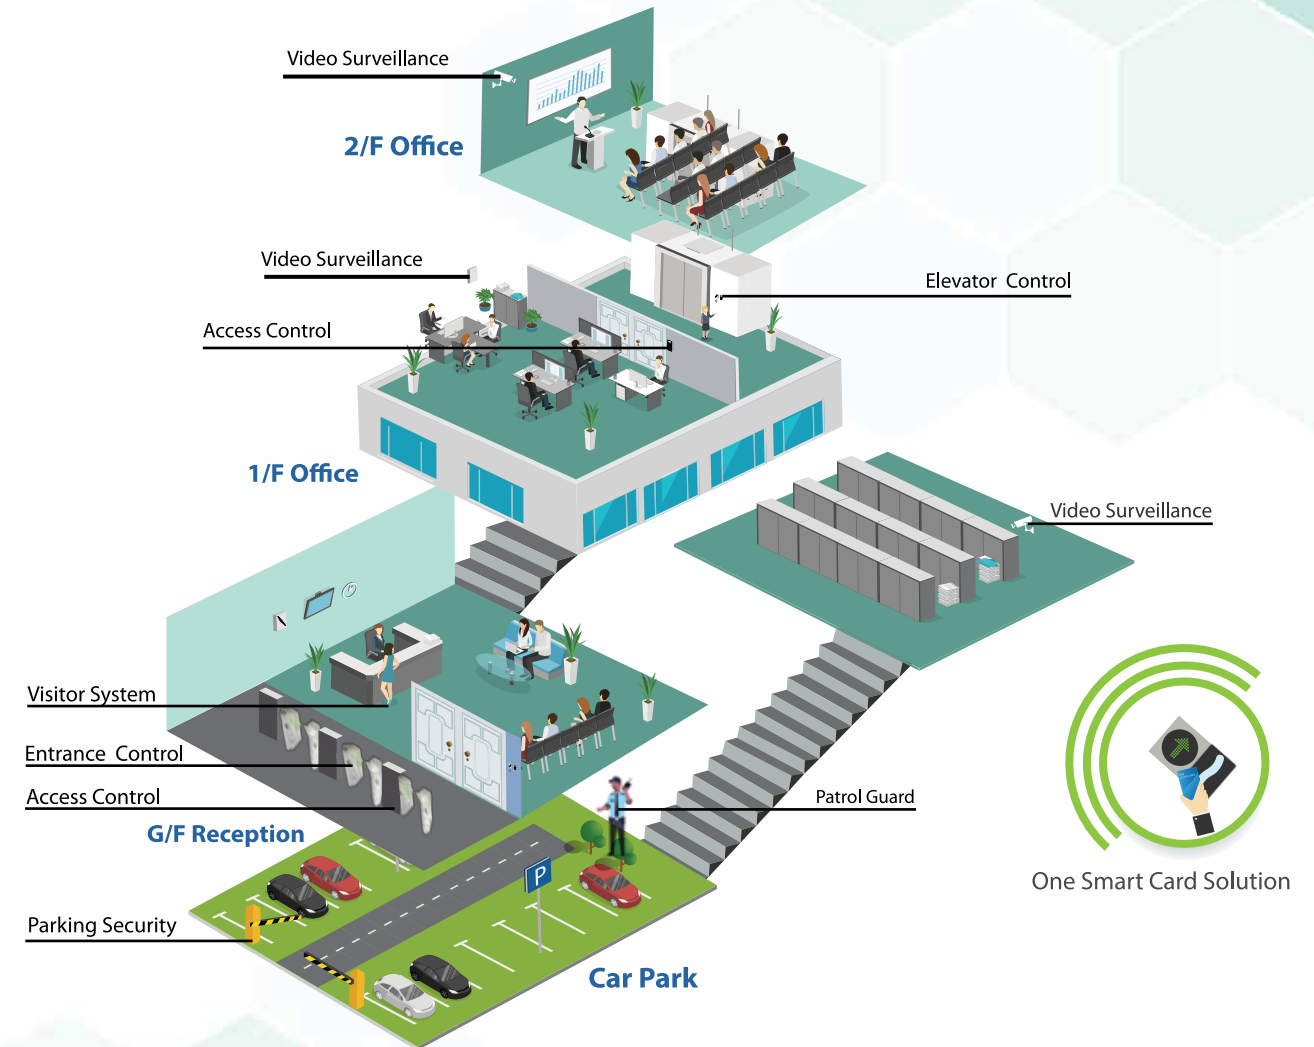 Video Surveillance
2/F Office
Video Surveillance
Elevator Control
Access Control
1/F Office
Video Surveillance
Visitor System
Entrance Control
Access Control
Patrol Guard
G/F Reception
P
One Smart Card Solution
Parking Security
Car Park